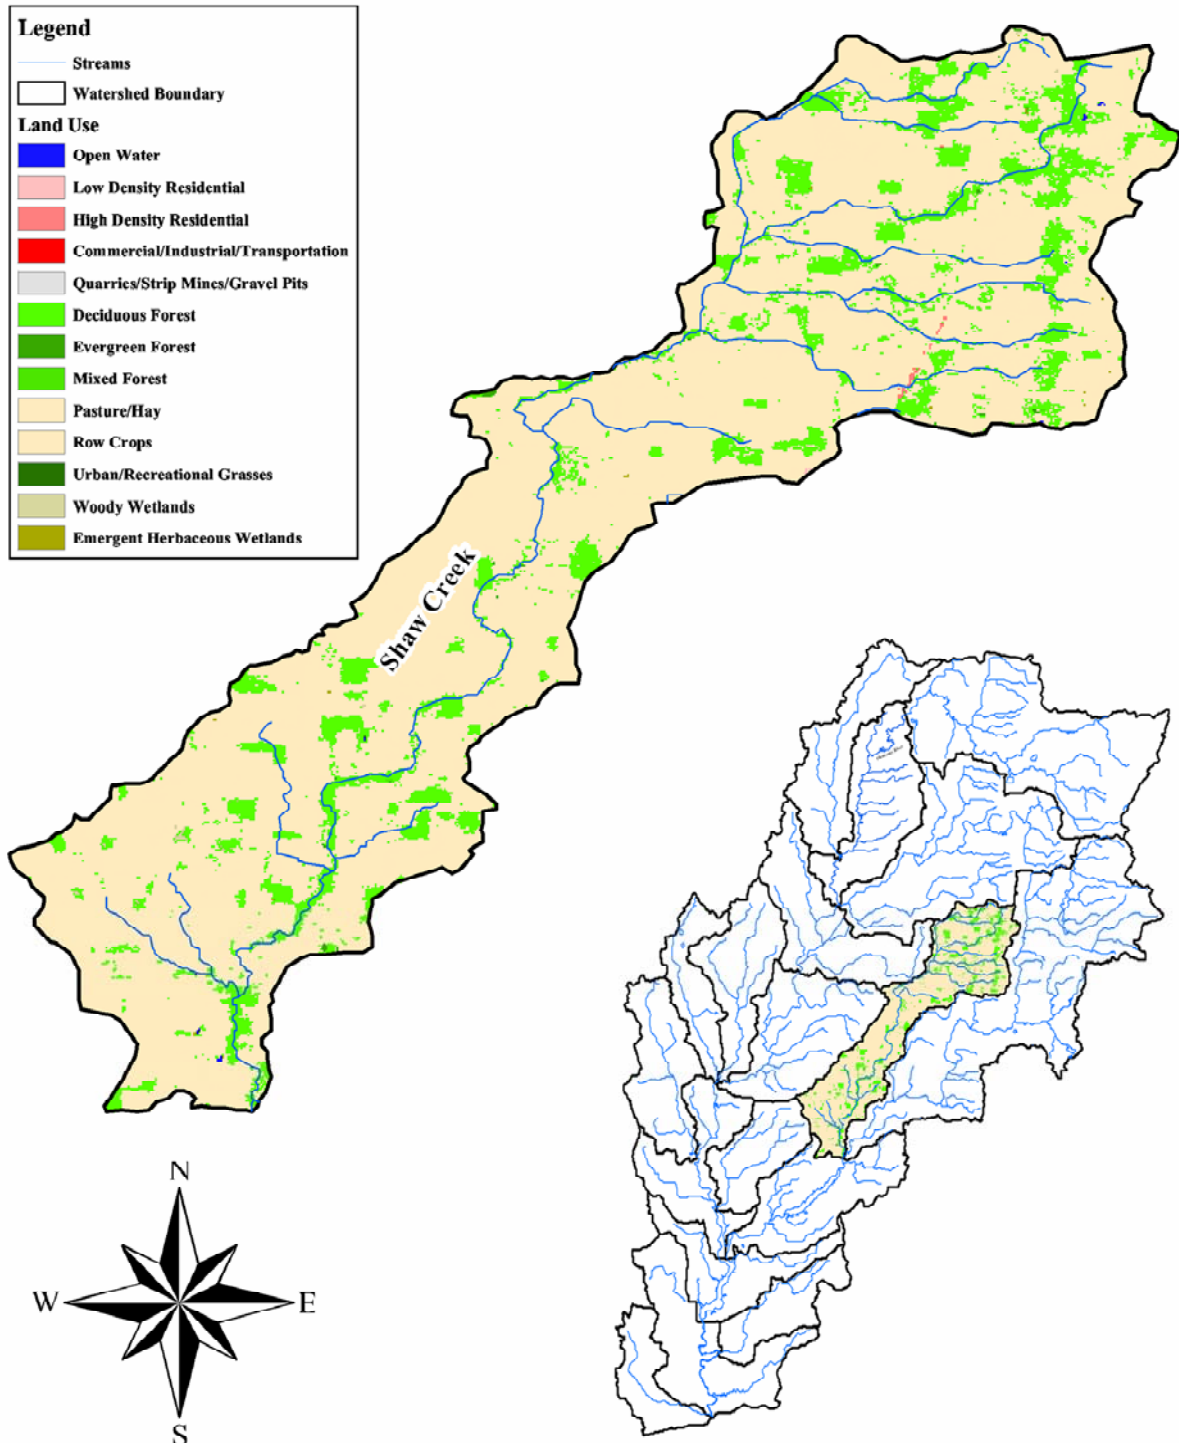 Legend
Streams
Watershed Boundary
Land Use
Open Water
Low Density Residential
High Density Residential
Commercial/Industrial/Transportation
Quarries/Strip Mines/Gravel Pits
Deciduous Forest
Evergreen Forest
Mixed Forest
Pasture/Hay
Row Crops
Urban/Recreational Grasses
Woody Wetlands
Emergent Herbaceous Wetlands
Shaw Creek
N
W
E
S